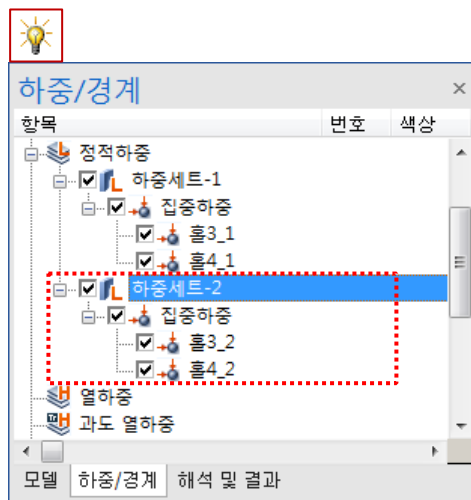 하중/경계
항목 번호 색상
정적하중
하중세트-1
집중하중
홀3_1
홀4_1
하중세트-2
집중하중
홀3_2
홀4_2
열하중
과도 열하중
모델 하중/경계 해석 및 결과